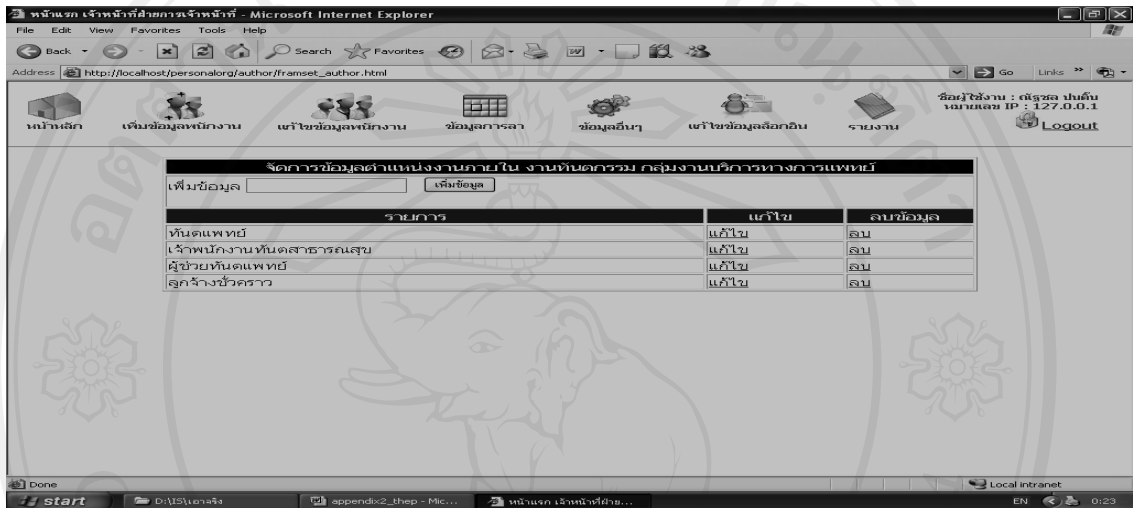 หน้าแรก เจ้าหน้าที่ฝ่ายการเจ้าหน้าที่ - Microsoft Internet Explorer
File Edit View Favorites Tools Help
Back Search Favorites
Address http://localhost/personalorg/author/framset_author.html Go Links »
ชื่อผู้ใช้งาน : ณัฐชล ปนคืน
หมายเลข IP : 127.0.0.1
Logout
หน้าหลัก เพิ่มข้อมูลพนักงาน แก้ไขข้อมูลพนักงาน ข้อมูลการลา ข้อมูลอื่นๆ แก้ไขข้อมูลล็อกอิน รายงาน
จัดการข้อมูลตำแหน่งงานภายใน งานทันตกรรม กลุ่มงานบริการทางการแพทย์
เพิ่มข้อมูล เพิ่มข้อมูล
รายการ แก้ไข ลบข้อมูล
ทันตแพทย์ แก้ไข ลบ
เจ้าพนักงานทันตสาธารณสุข แก้ไข ลบ
ผู้ช่วยทันตแพทย์ แก้ไข ลบ
ลูกจ้างชั่วคราว แก้ไข ลบ
Done Local intranet
start D:\IS\เอาจริง appendix2_thep - Mic... หน้าแรก เจ้าหน้าที่ฝ่าย... EN 0:23